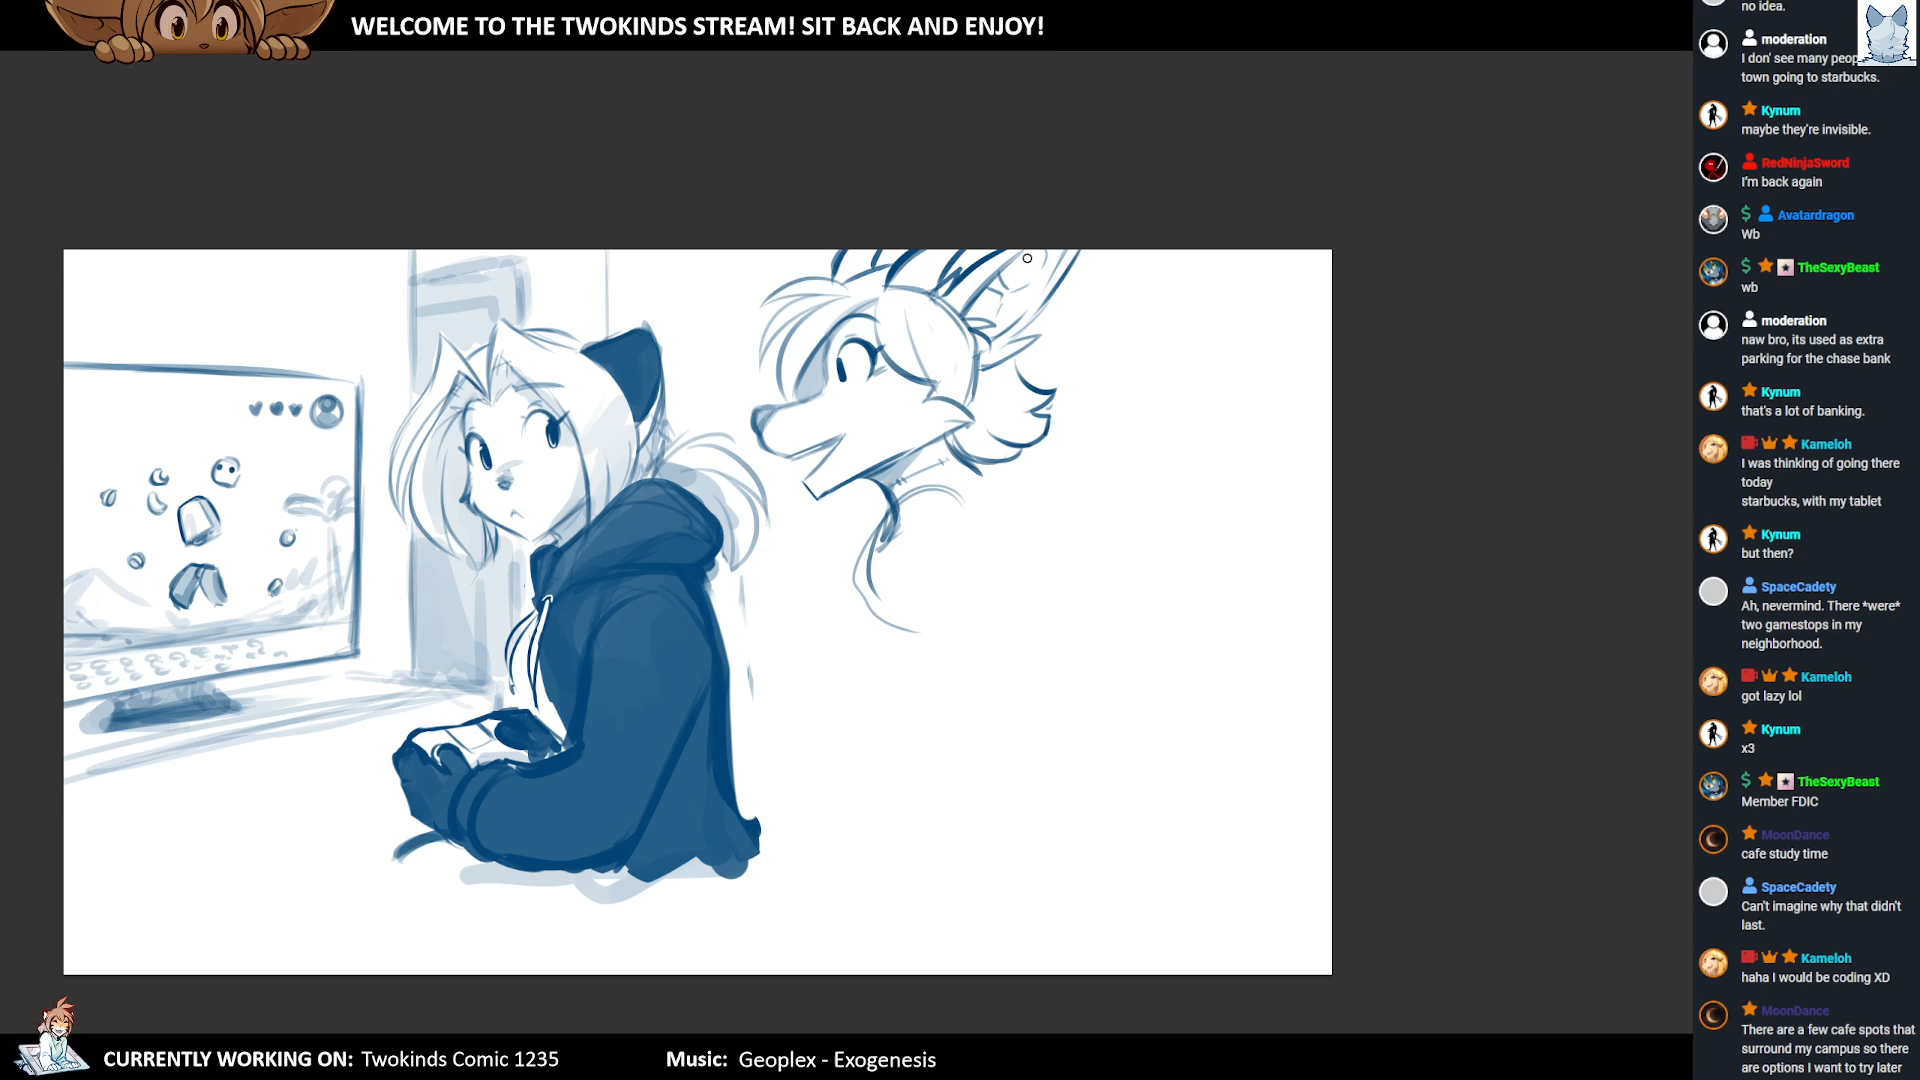 WELCOME TO THE TWOKINDS STREAM! SIT BACK AND ENJOY!
no idea.
moderation
I don' see many
town going to starbucks.
Kynum
maybe they're invisible.
RedNinjaSword
I'm back again
Avatardragon
Wb
TheSexyBeast
wb
moderation
naw bro, its used as extra
parking for the chase bank
Kynum
that's a lot of banking.
Kameloh
I was thinking of going there
today
starbucks, with my tablet
Kynum
but then?
SpaceCadety
Ah, nevermind. There *were*
two gamestops in my
neighborhood.
Kameloh
got lazy lol
Kynum
x3
TheSexyBeast
Member FDIC
MoonDance
cafe study time
SpaceCadety
Can't imagine why that didn't
last.
Kameloh
haha I would be coding XD
MoonDance
There are a few cafe spots that
surround my campus so there
are options I want to try later
CURRENTLY WORKING ON: Twokinds Comic 1235
Music: Geoplex - Exogenesis